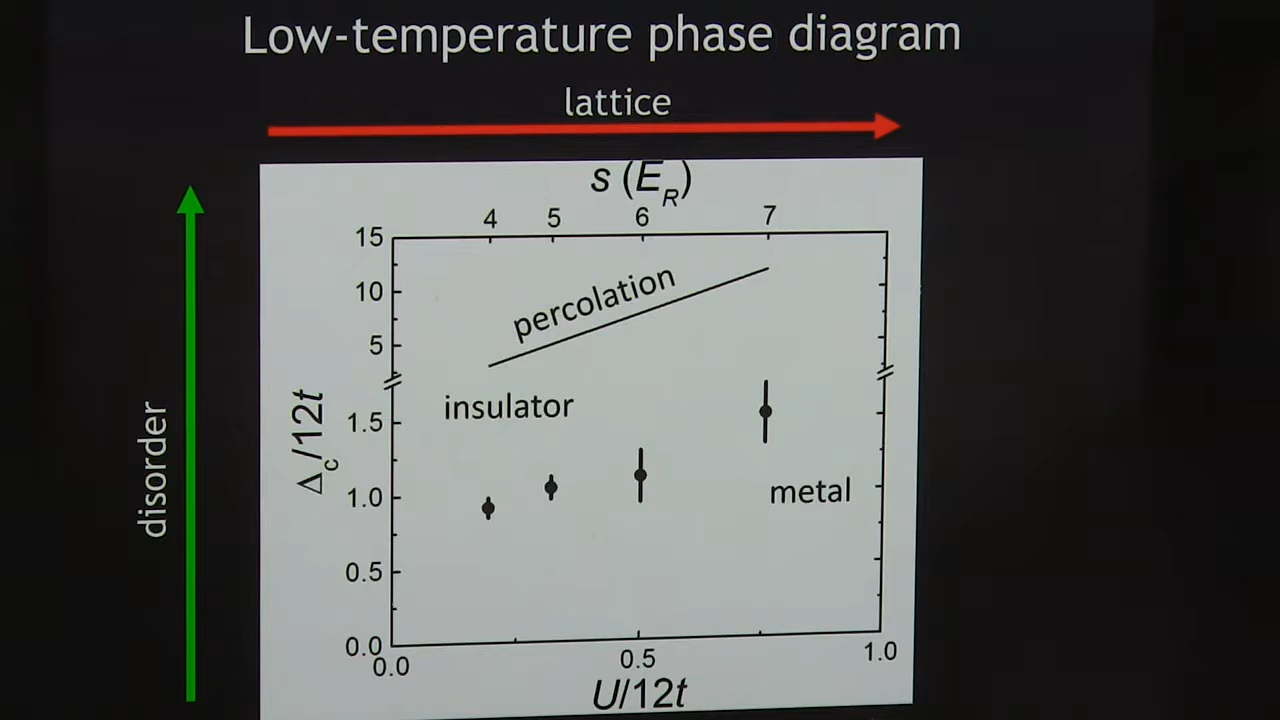 Low-temperature phase diagram
lattice
s (E_R)
4 5 6 7
15
10
5
percolation
insulator
1.5
1.0
0.5
0.0
metal
0.0 0.5 1.0
U/12t
Δ_c/12t
disorder